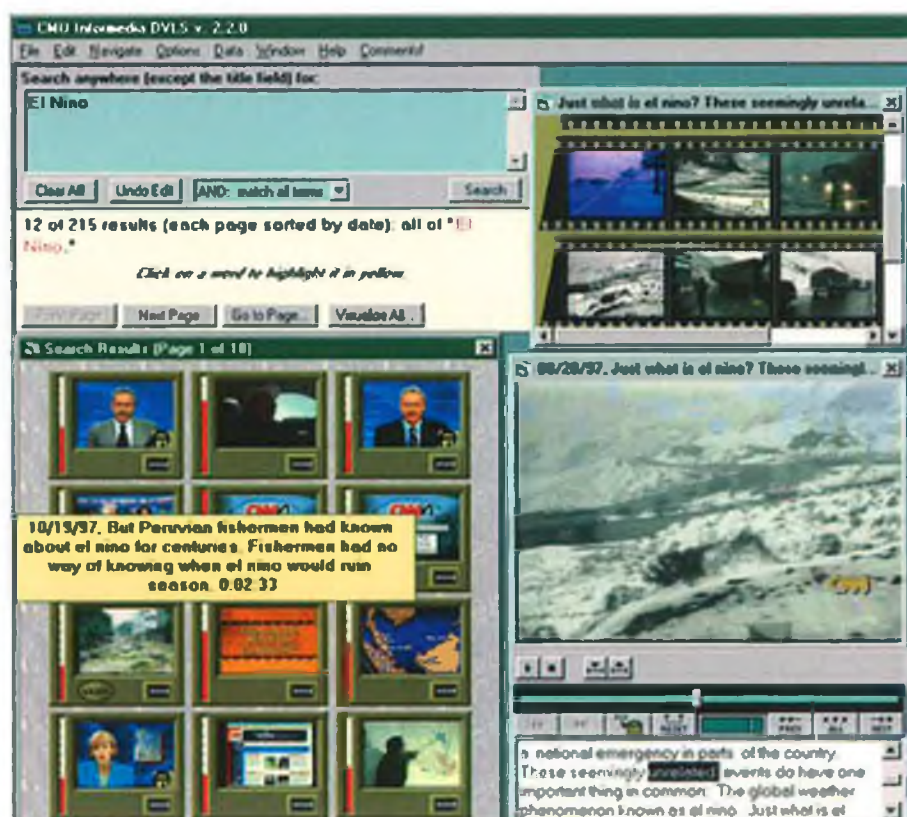 CMU Informedia DVLS v. 2.2.0
File Edit Navigate Options Data Window Help Comments!
Search anywhere (except the title field) for:
El Nino
Clear All Undo Edit AND: match all terms Search
12 of 215 results (each page sorted by date); all of "El
Nino."
Click on a word to highlight it in yellow.
Prev Page Next Page Go to Page... Visualize All...
Search Results (Page 1 of 18)
CNN
10/19/97, But Peruvian fishermen had known
about el nino for centuries. Fishermen had no
way of knowing when el nino would ruin
season. 0:02:33
Just what is el nino? These seemingly unrela...
08/20/97, Just what is el nino? These seemingl...
RESET PREV ALL NEXT
a national emergency in parts of the country.
These seemingly unrelated events do have one
important thing in common: The global weather
phenomenon known as el nino. Just what is el